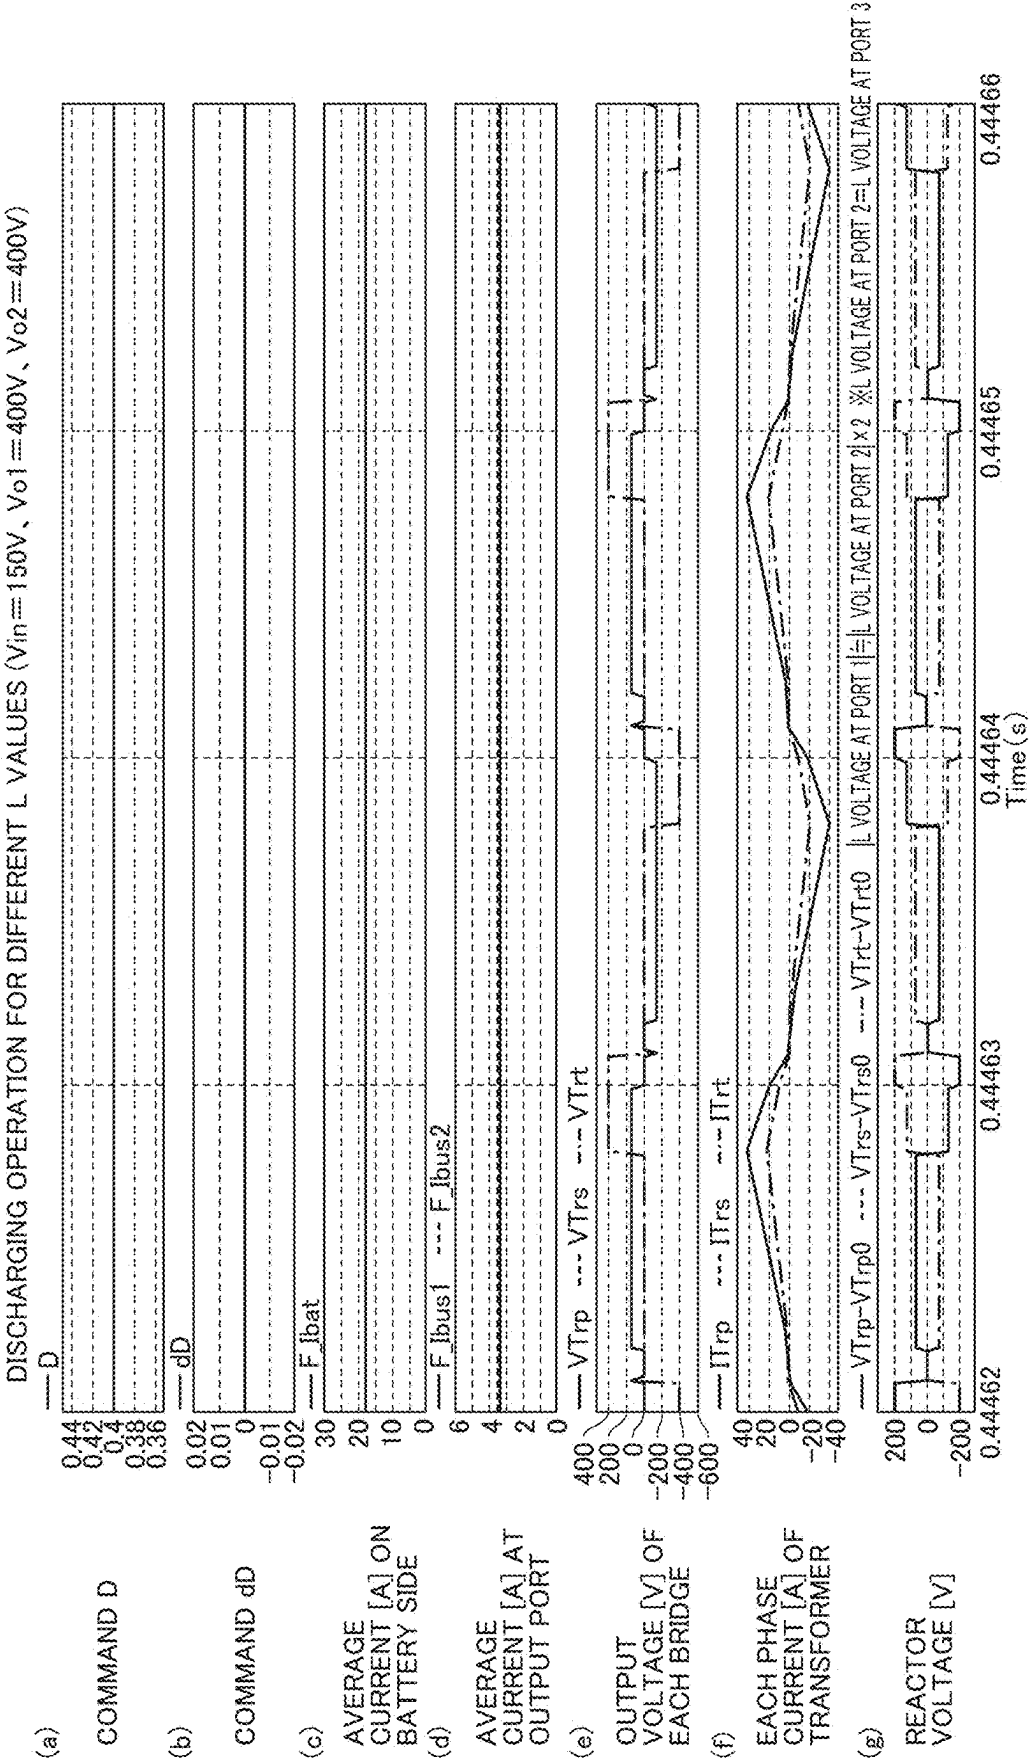 DISCHARGING OPERATION FOR DIFFERENT L VALUES (Vin=150V、Vo1=400V、Vo2=400V)
(a)
COMMAND D
D
0.44
0.42
0.4
0.38
0.36
(b)
COMMAND dD
dD
0.02
0.01
0
-0.01
-0.02
(c)
AVERAGE
CURRENT [A] ON
BATTERY SIDE
F_Ibat
30
20
10
0
(d)
AVERAGE
CURRENT [A] AT
OUTPUT PORT
F_Ibus1 F_Ibus2
6
4
2
0
(e)
OUTPUT
VOLTAGE [V] OF
EACH BRIDGE
VTrp VTrs VTrt
400
200
0
-200
-400
-600
(f)
EACH PHASE
CURRENT [A] OF
TRANSFORMER
ITrp ITrs ITrt
40
20
0
-20
-40
(g)
REACTOR
VOLTAGE [V]
VTrp-VTrp0 VTrs-VTrs0 VTrt-VTrt0 |L VOLTAGE AT PORT 1|=|L VOLTAGE AT PORT 2|×2 ※L VOLTAGE AT PORT 2=L VOLTAGE AT PORT 3
200
0
-200
0.44462 0.44463 0.44464 0.44465 0.44466
Time(s)